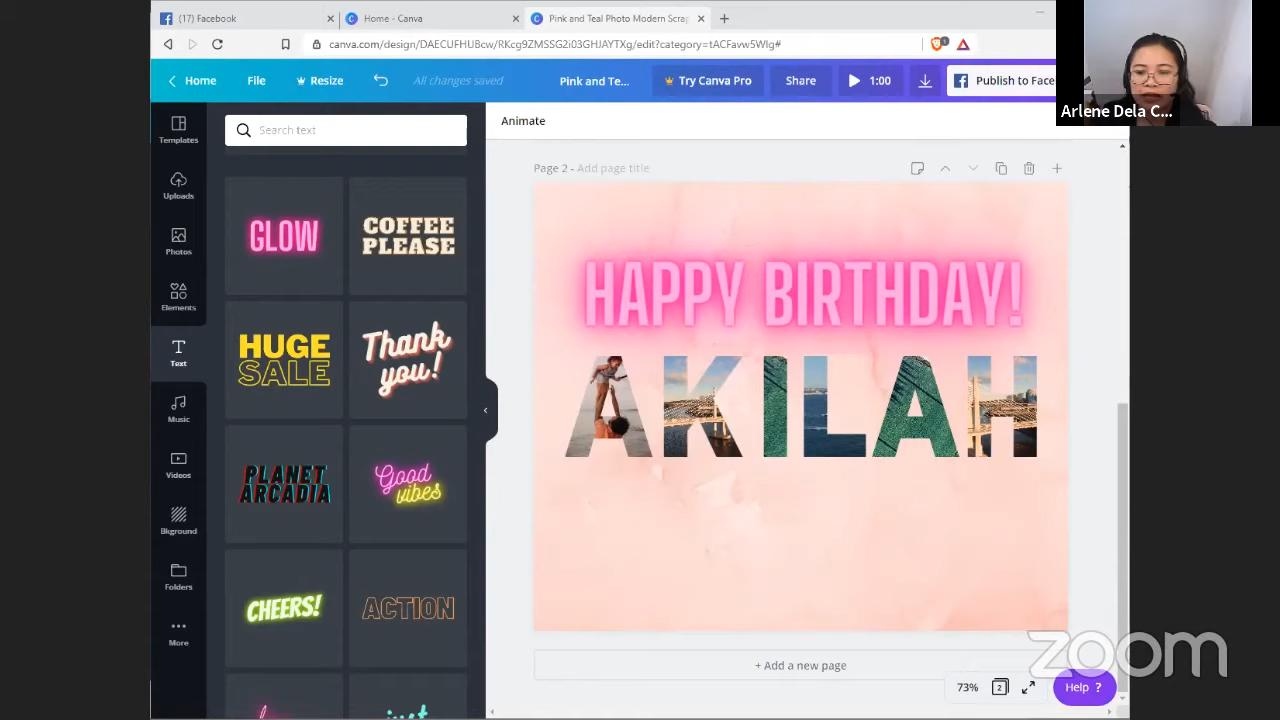 (17) Facebook
Home - Canva
Pink and Teal Photo Modern Scrap
canva.com/design/DAECUFHUBcw/RKcg9ZMSSG2i03GHJAYTXg/edit?category=tACFavw5WIg#
Home
File
Resize
All changes saved
Pink and Te...
Try Canva Pro
Share
1:00
Publish to Face
Arlene Dela C...
Templates
Uploads
Photos
Elements
Text
Music
Videos
Bkground
Folders
More
Search text
GLOW
COFFEE
PLEASE
HUGE
SALE
Thank
you!
PLANET
ARCADIA
Good
vibes
CHEERS!
ACTION
Animate
Page 2 - Add page title
HAPPY BIRTHDAY!
AKILAH
+ Add a new page
73%
2
Help ?
zoom